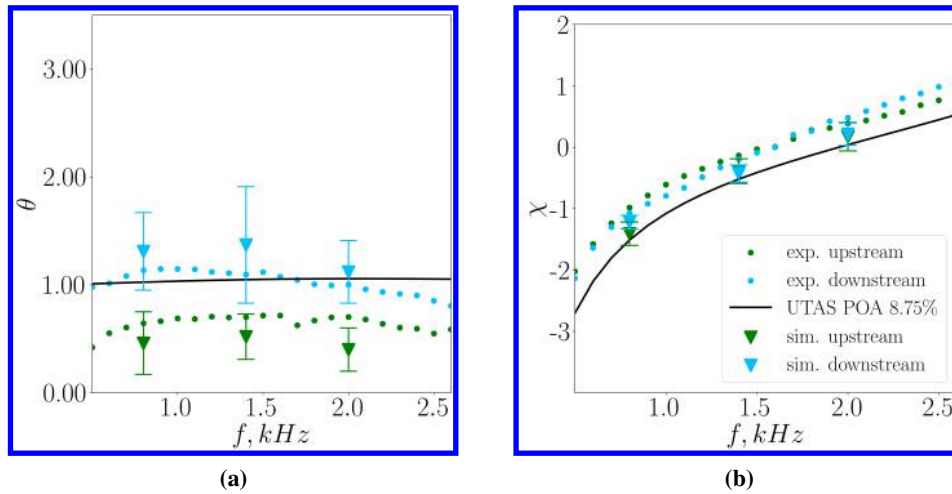 3.00
2.00
θ
1.00
0.00
1.0 1.5 2.0 2.5
f, kHz
(a)
2
1
0
χ
-1
-2
-3
1.0 1.5 2.0 2.5
f, kHz
exp. upstream
exp. downstream
UTAS POA 8.75%
sim. upstream
sim. downstream
(b)